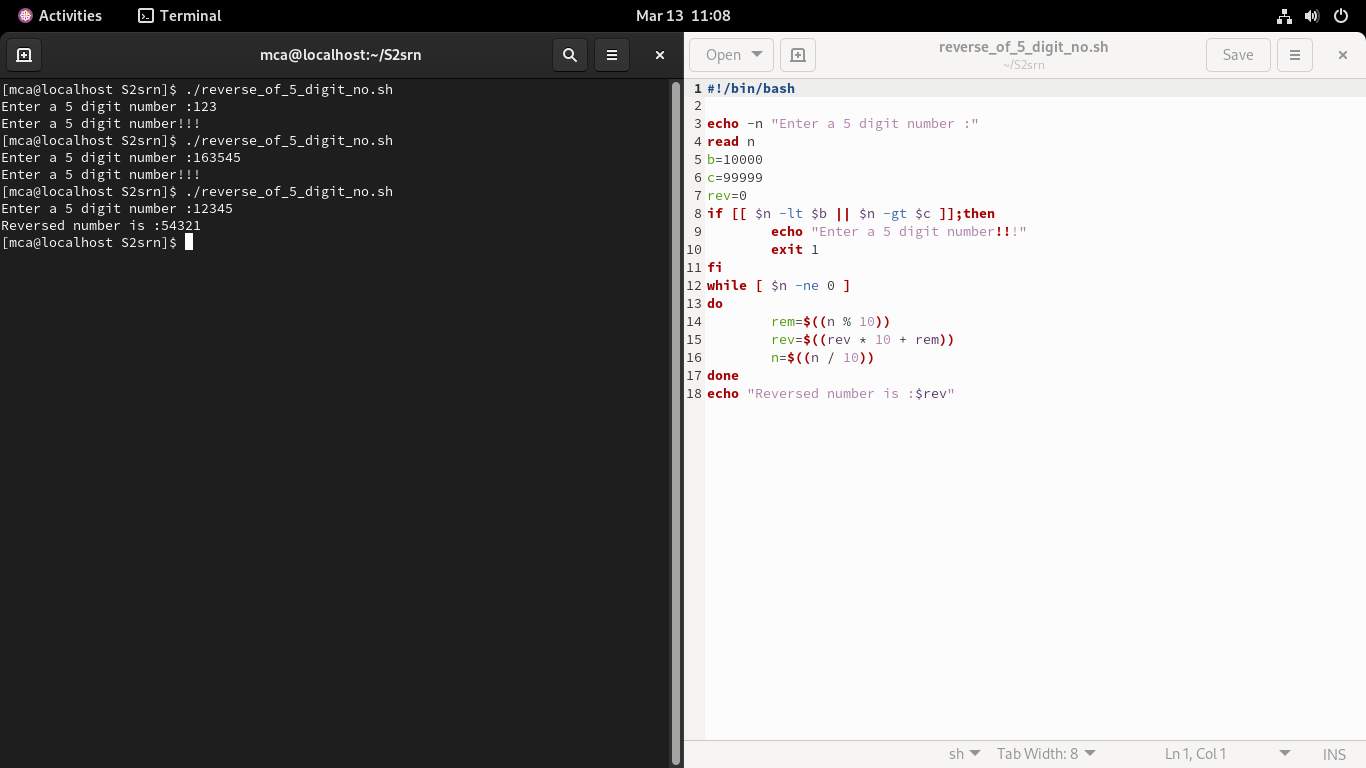 Activities Terminal Mar 13 11:08
mca@localhost:~/S2srn
[mca@localhost S2srn]$ ./reverse_of_5_digit_no.sh
Enter a 5 digit number :123
Enter a 5 digit number!!!
[mca@localhost S2srn]$ ./reverse_of_5_digit_no.sh
Enter a 5 digit number :163545
Enter a 5 digit number!!!
[mca@localhost S2srn]$ ./reverse_of_5_digit_no.sh
Enter a 5 digit number :12345
Reversed number is :54321
[mca@localhost S2srn]$
Open reverse_of_5_digit_no.sh Save
~/S2srn
1 #!/bin/bash
2
3 echo -n "Enter a 5 digit number :"
4 read n
5 b=10000
6 c=99999
7 rev=0
8 if [[ $n -lt $b || $n -gt $c ]];then
9         echo "Enter a 5 digit number!!!"
10         exit 1
11 fi
12 while [ $n -ne 0 ]
13 do
14         rem=$((n % 10))
15         rev=$((rev * 10 + rem))
16         n=$((n / 10))
17 done
18 echo "Reversed number is :$rev"
sh Tab Width: 8 Ln 1, Col 1 INS